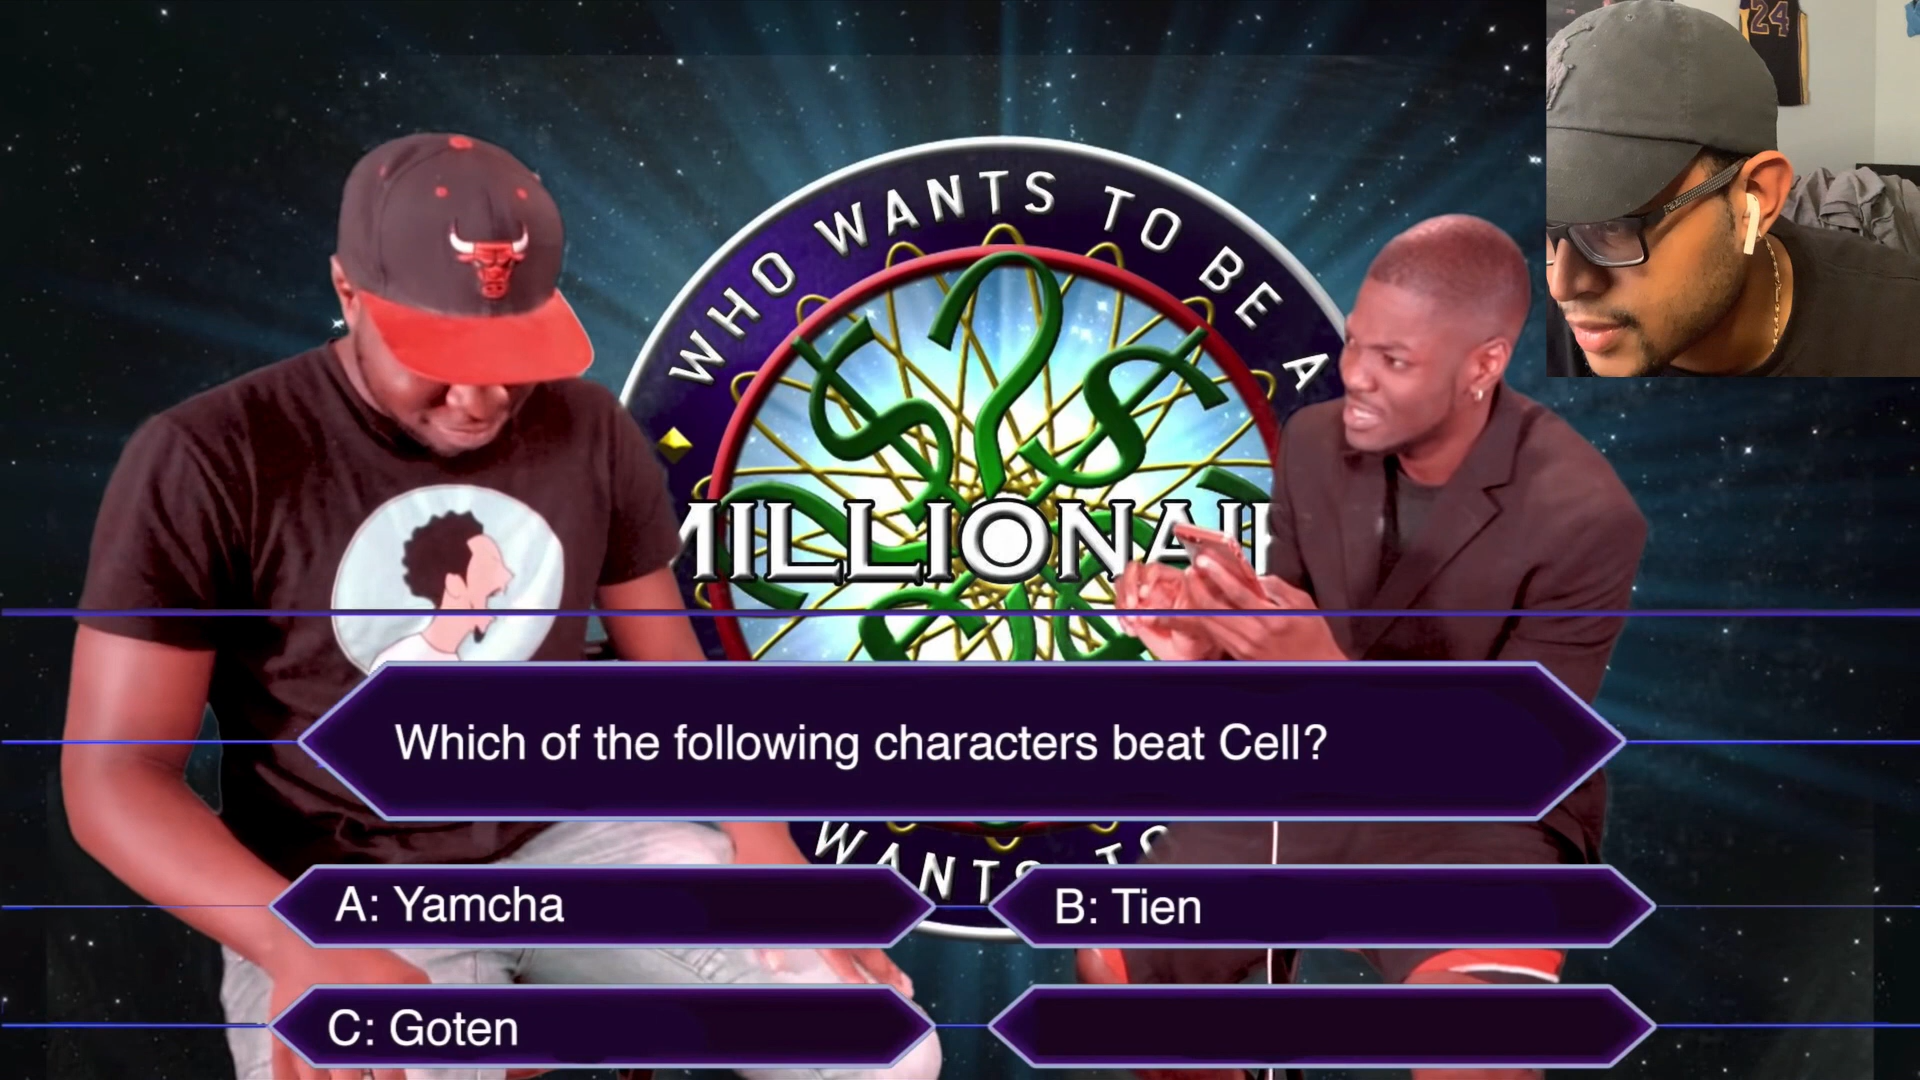 24
WHO WANTS TO BE A
MILLIONAI
Which of the following characters beat Cell?
WANTS TO
A: Yamcha
B: Tien
C: Goten